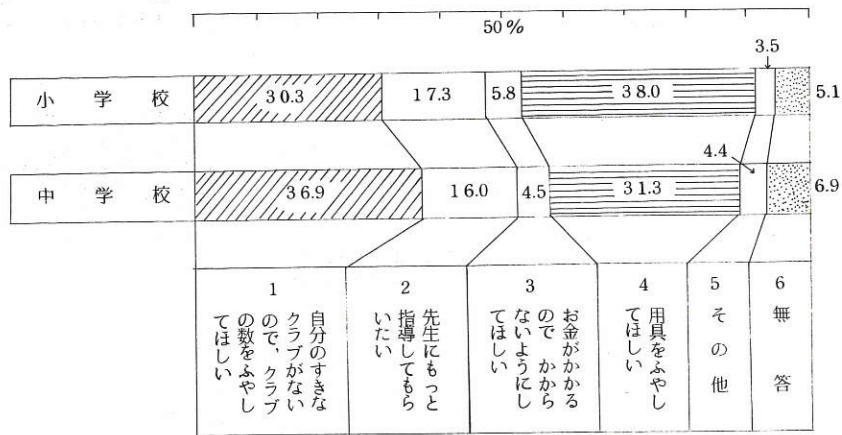 50%
3.5
小学校
30.3
17.3
5.8
38.0
5.1
4.4
中学校
36.9
16.0
4.5
31.3
6.9
1
自分のすきな
クラブがない
ので，クラブ
の数をふやし
てほしい
2
先生にもっと
指導してもら
いたい
3
お金がかかる
ので かから
ないようにし
てほしい
4
用具をふやし
てほしい
5
その他
6
無答